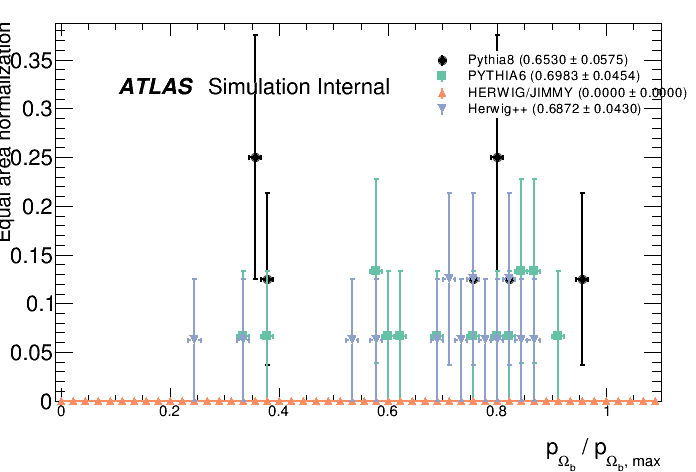 Equal area normalization
0.35
0.3
0.25
0.2
0.15
0.1
0.05
0
ATLAS Simulation Internal
Pythia8 (0.6530 ± 0.0575)
PYTHIA6 (0.6983 ± 0.0454)
HERWIG/JIMMY (0.0000 ± 0.0000)
Herwig++ (0.6872 ± 0.0430)
0 0.2 0.4 0.6 0.8 1
p_Ω_b / p_Ω_b, max